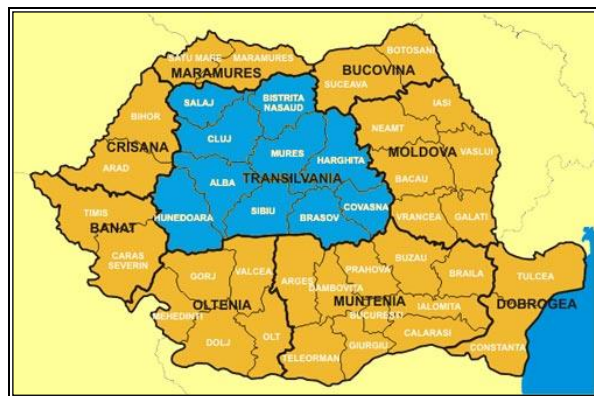 SATU MARE
MARAMURES
MARAMURES
BOTOSANI
BUCOVINA
SUCEAVA
SALAJ
BISTRITA
NASAUD
IASI
BIHOR
CLUJ
NEAMT
CRISANA
MURES
HARGHITA
MOLDOVA
VASLUI
ARAD
ALBA
TRANSILVANIA
BACAU
TIMIS
HUNEDOARA
SIBIU
BRASOV
COVASNA
VRANCEA
GALATI
BANAT
CARAS
SEVERIN
GORJ
VALCEA
ARGES
PRAHOVA
BUZAU
BRAILA
TULCEA
DAMBOVITA
OLTENIA
MUNTENIA
DOBROGEA
MEHEDINTI
BUCURESTI
IALOMITA
DOLJ
OLT
TELEORMAN
GIURGIU
CALARASI
CONSTANTA